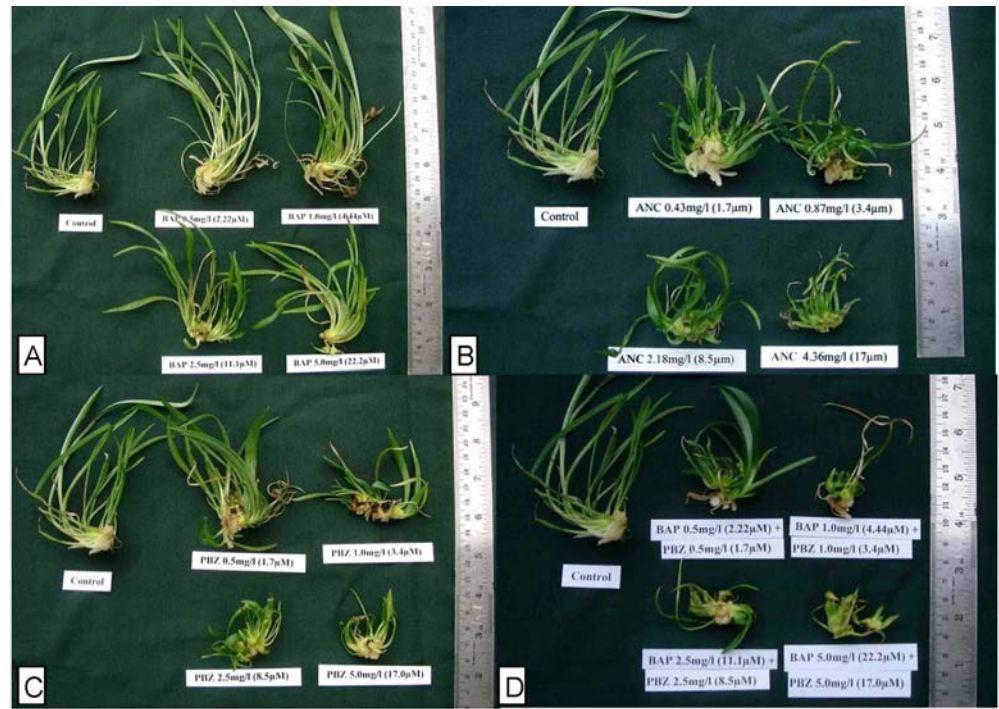 Control
BAP 0.5mg/l (2.22µM)
BAP 1.0mg/l (4.44µM)
BAP 2.5mg/l (11.1µM)
BAP 5.0mg/l (22.2µM)
A
Control
ANC 0.43mg/l (1.7µm)
ANC 0.87mg/l (3.4µm)
ANC 2.18mg/l (8.5µm)
ANC 4.36mg/l (17µm)
B
Control
PBZ 0.5mg/l (1.7µM)
PBZ 1.0mg/l (3.4µM)
PBZ 2.5mg/l (8.5µM)
PBZ 5.0mg/l (17.0µM)
C
Control
BAP 0.5mg/l (2.22µM) +
PBZ 0.5mg/l (1.7µM)
BAP 1.0mg/l (4.44µM) +
PBZ 1.0mg/l (3.4µM)
BAP 2.5mg/l (11.1µM) +
PBZ 2.5mg/l (8.5µM)
BAP 5.0mg/l (22.2µM) +
PBZ 5.0mg/l (17.0µM)
D